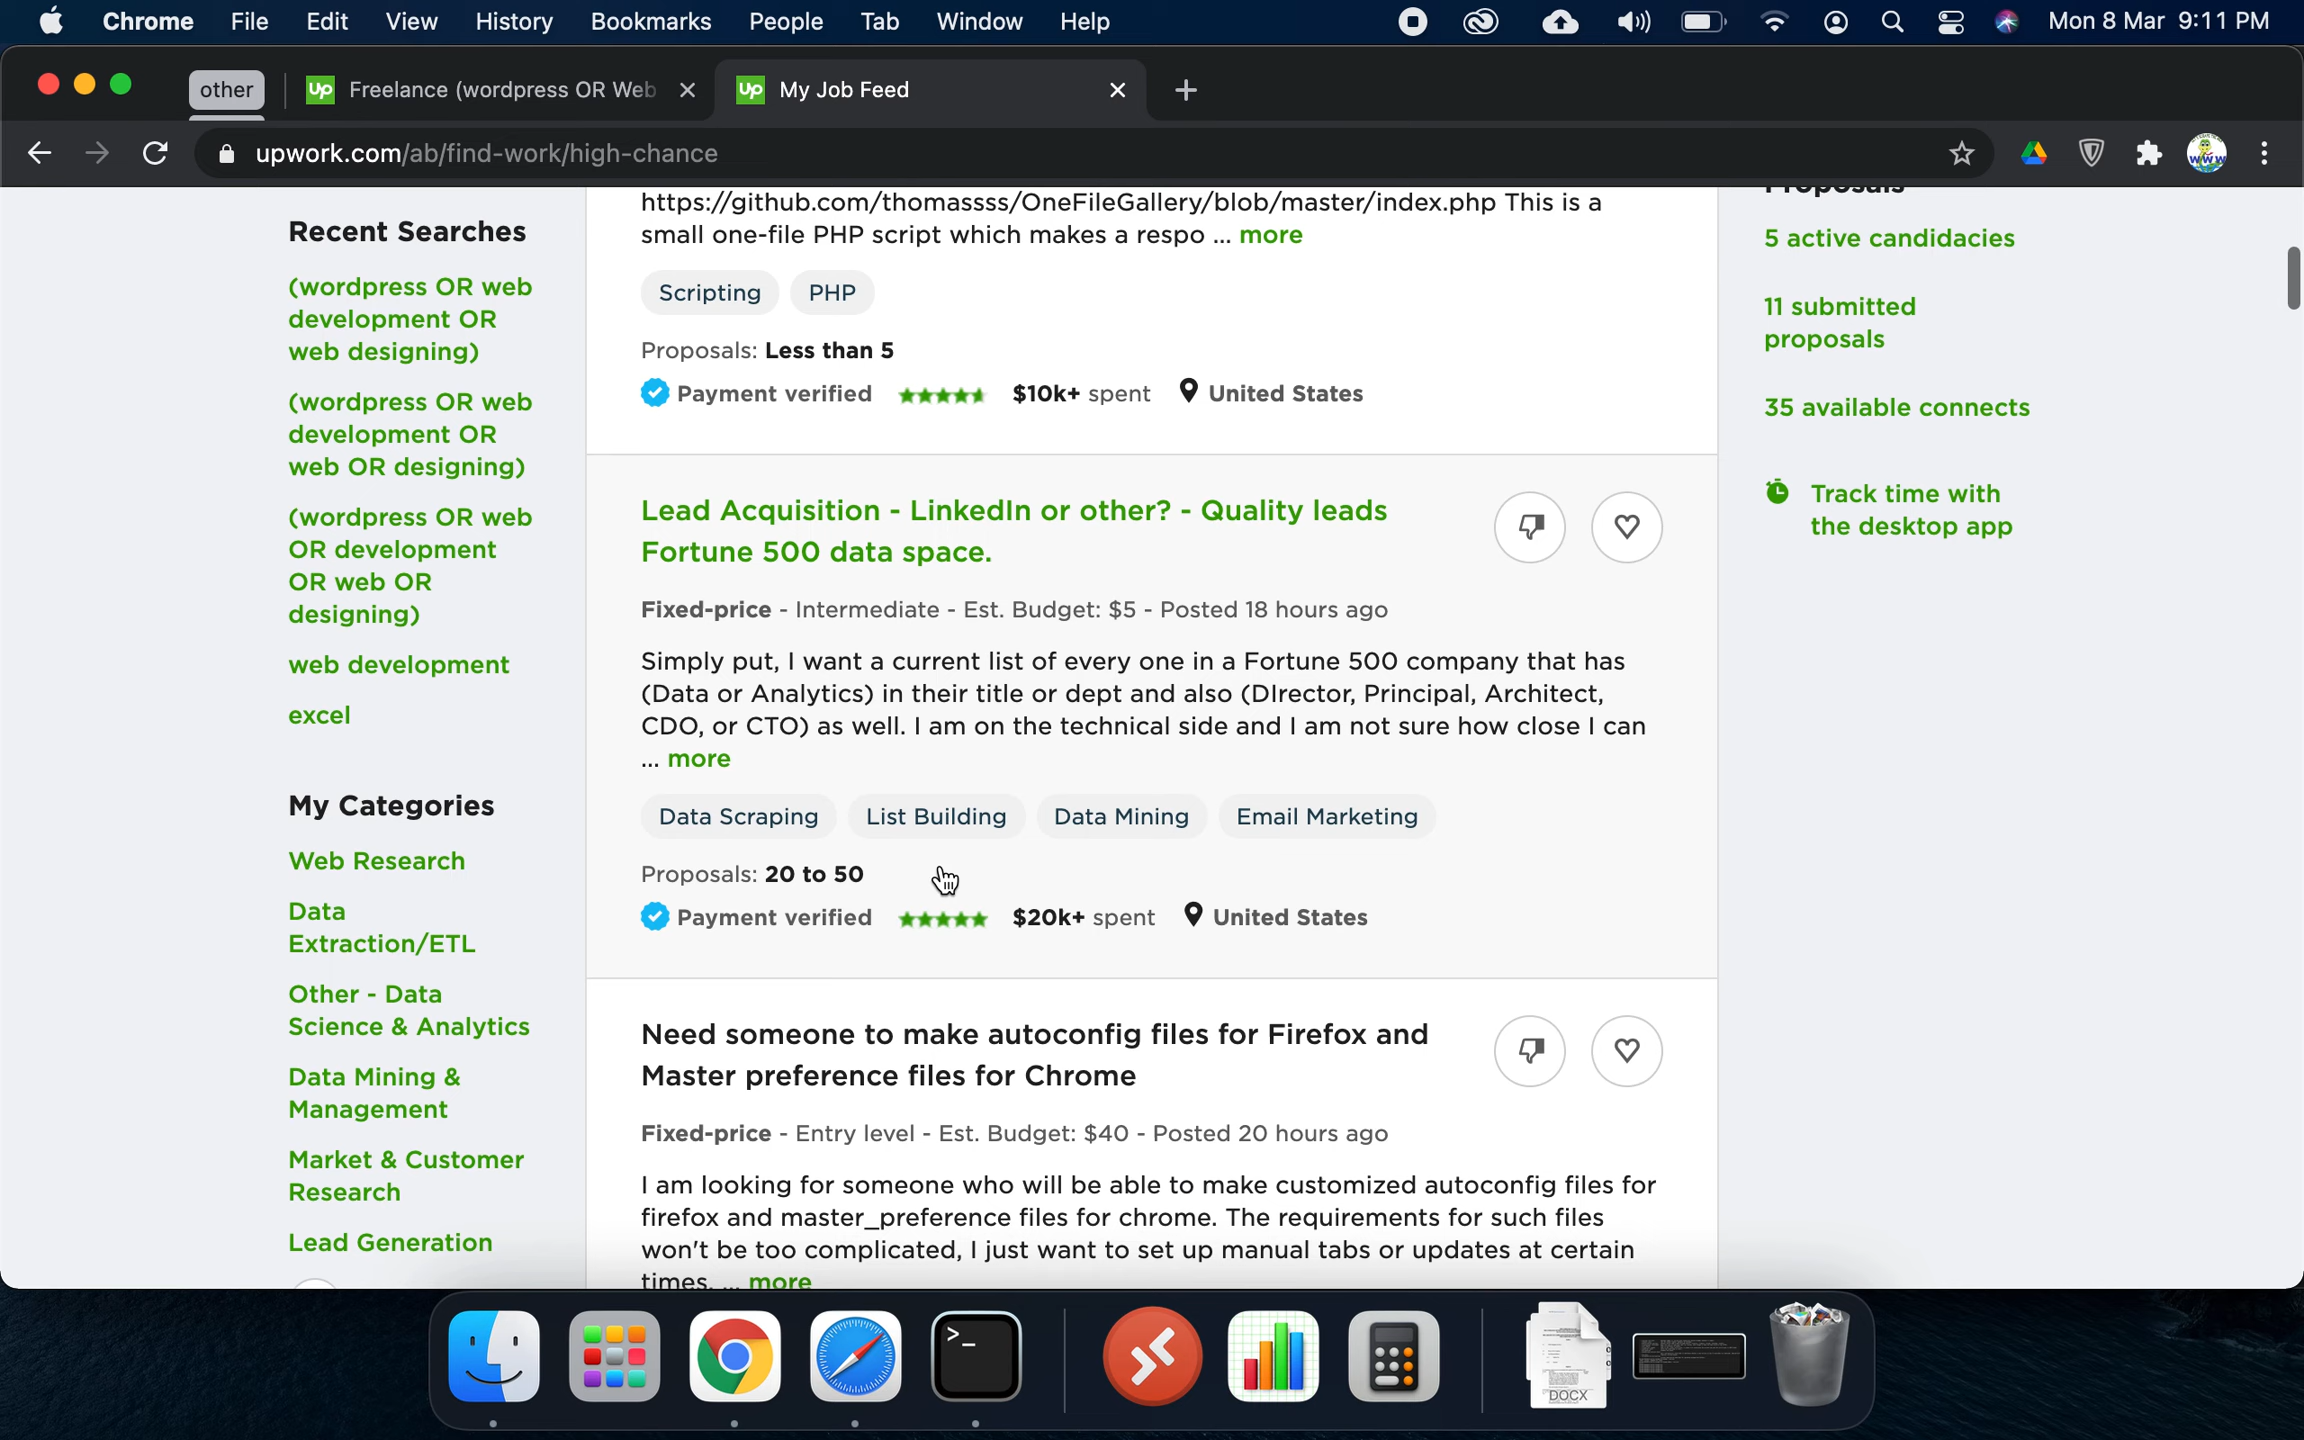 Chrome File Edit View History Bookmarks People Tab Window Help Mon 8 Mar 9:11 PM
other Up Freelance (wordpress OR Web Up My Job Feed
upwork.com/ab/find-work/high-chance
Recent Searches
(wordpress OR web
development OR
web designing)
(wordpress OR web
development OR
web OR designing)
(wordpress OR web
OR development
OR web OR
designing)
web development
excel
My Categories
Web Research
Data
Extraction/ETL
Other - Data
Science & Analytics
Data Mining &
Management
Market & Customer
Research
Lead Generation
https://github.com/thomassss/OneFileGallery/blob/master/index.php This is a
small one-file PHP script which makes a respo ... more
Scripting PHP
Proposals: Less than 5
Payment verified $10k+ spent United States
Lead Acquisition - LinkedIn or other? - Quality leads
Fortune 500 data space.
Fixed-price - Intermediate - Est. Budget: $5 - Posted 18 hours ago
Simply put, I want a current list of every one in a Fortune 500 company that has
(Data or Analytics) in their title or dept and also (DIrector, Principal, Architect,
CDO, or CTO) as well. I am on the technical side and I am not sure how close I can
... more
Data Scraping List Building Data Mining Email Marketing
Proposals: 20 to 50
Payment verified $20k+ spent United States
Need someone to make autoconfig files for Firefox and
Master preference files for Chrome
Fixed-price - Entry level - Est. Budget: $40 - Posted 20 hours ago
I am looking for someone who will be able to make customized autoconfig files for
firefox and master_preference files for chrome. The requirements for such files
won't be too complicated, I just want to set up manual tabs or updates at certain
times. ... more
Proposals
5 active candidacies
11 submitted
proposals
35 available connects
Track time with
the desktop app
DOCX